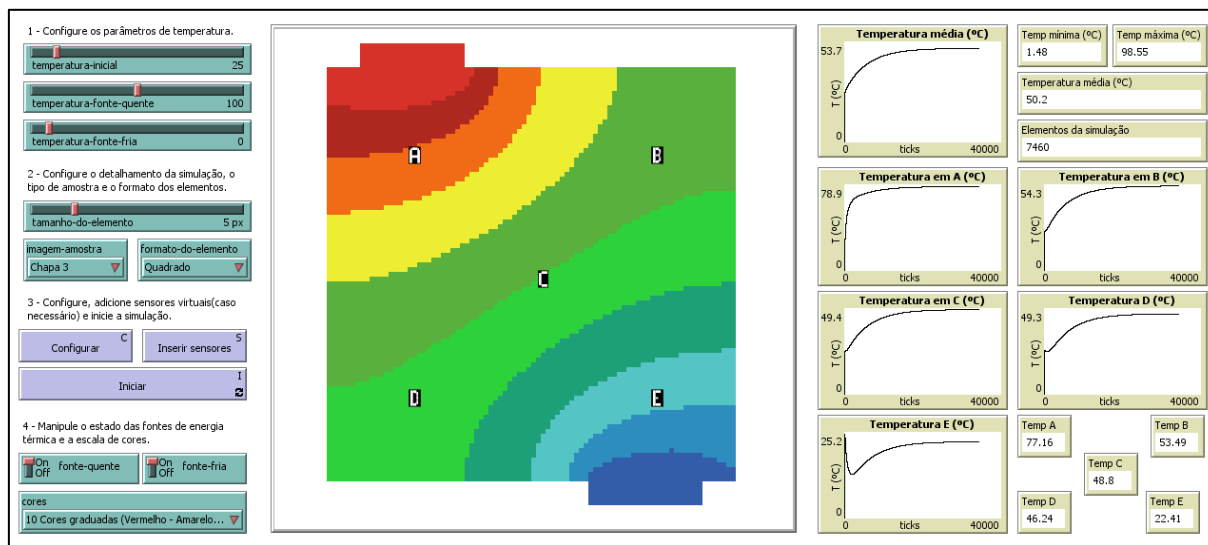 1 - Configure os parâmetros de temperatura.
temperatura-inicial 25
temperatura-fonte-quente 100
temperatura-fonte-fria 0
2 - Configure o detalhamento da simulação, o
tipo de amostra e o formato dos elementos.
tamanho-do-elemento 5 px
imagem-amostra
Chapa 3
formato-do-elemento
Quadrado
3 - Configure, adicione sensores virtuais(caso
necessário) e inicie a simulação.
Configurar C
Inserir sensores S
Iniciar I
4 - Manipule o estado das fontes de energia
térmica e a escala de cores.
On
Off
fonte-quente
On
Off
fonte-fria
cores
10 Cores graduadas (Vermelho - Amarelo...
A
B
C
D
E
Temperatura média (ºC)
53.7
T (ºC)
0
0 ticks 40000
Temp mínima (ºC)
1.48
Temp máxima (ºC)
98.55
Temperatura média (ºC)
50.2
Elementos da simulação
7460
Temperatura em A (ºC)
78.9
T (ºC)
0
0 ticks 40000
Temperatura em B (ºC)
54.3
T (ºC)
0
0 ticks 40000
Temperatura em C (ºC)
49.4
T (ºC)
0
0 ticks 40000
Temperatura D (ºC)
49.3
T (ºC)
0
0 ticks 40000
Temperatura E (ºC)
25.2
T (ºC)
0
0 ticks 40000
Temp A
77.16
Temp B
53.49
Temp C
48.8
Temp D
46.24
Temp E
22.41